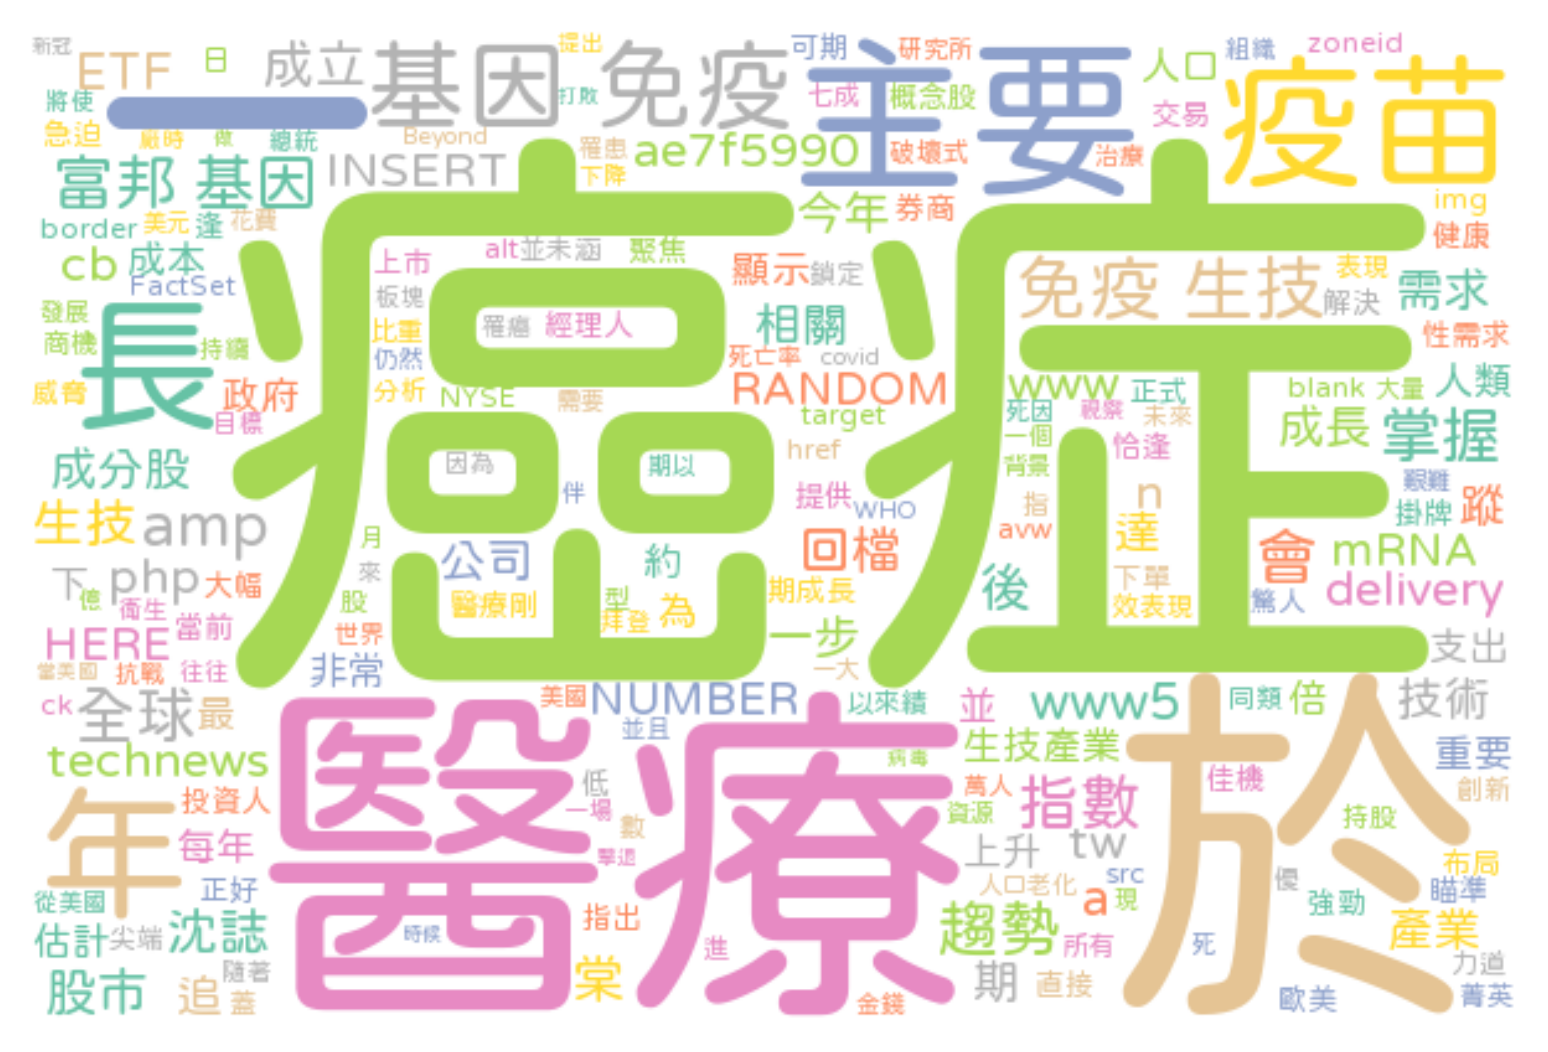 新冠
ETF
日
成立
基因
提出
免疫
可期
主要
研究所
人口
組織
zoneid
將使
一
打敗
七成
概念股
交易
疫苗
急迫
厭時
像
總統
Beyond
罹患
ae7f5990
破壞式
治療
富邦 基因
INSERT
下降
癌症
今年
券商
img
border
美元
逢
花費
健康
cb
成本
上市
alt
並未涵
聚焦
顯示
鎖定
免疫 生技
表現
需求
FactSet
板塊
解決
發展
長
罹癌
經理人
相關
性需求
商機
持續
比重
仍然
死亡率
covid
威脅
政府
分析
NYSE
需要
RANDOM
www
正式
blank
大量
人類
目標
target
死因
視察
未來
成長
掌握
成分股
因為
期以
href
一個
恰逢
背景
生技
amp
伴
提供
WHO
指
n
艱難
掛牌
蹤
月
公司
約
回檔
avw
達
會
mRNA
下
php
大幅
來
後
下單
delivery
億
衛生
股
醫療剛
型
為
期成長
效表現
驚人
HERE
當前
世界
拜登
一步
支出
當美國
抗戰
往往
非常
一大
ck
全球
最
美國
NUMBER
以來績
並
www5
同類
倍
技術
technews
醫療
並且
病毒
生技產業
於
重要
年
投資人
低
萬人
指數
佳機
創新
一場
資源
持股
每年
數
擊退
上升
tw
布局
從美國
正好
人口老化
src
優
瞄準
估計
尖端
沈誌
時候
指出
趨勢
a
現
強勁
產業
股市
追
隨著
蓋
棠
進
所有
死
力道
金錢
期
直接
歐美
菁英